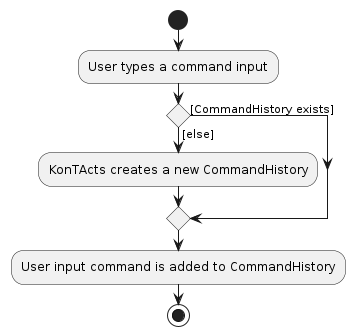 User types a command input
[CommandHistory exists]
[else]
KonTActs creates a new CommandHistory
User input command is added to CommandHistory